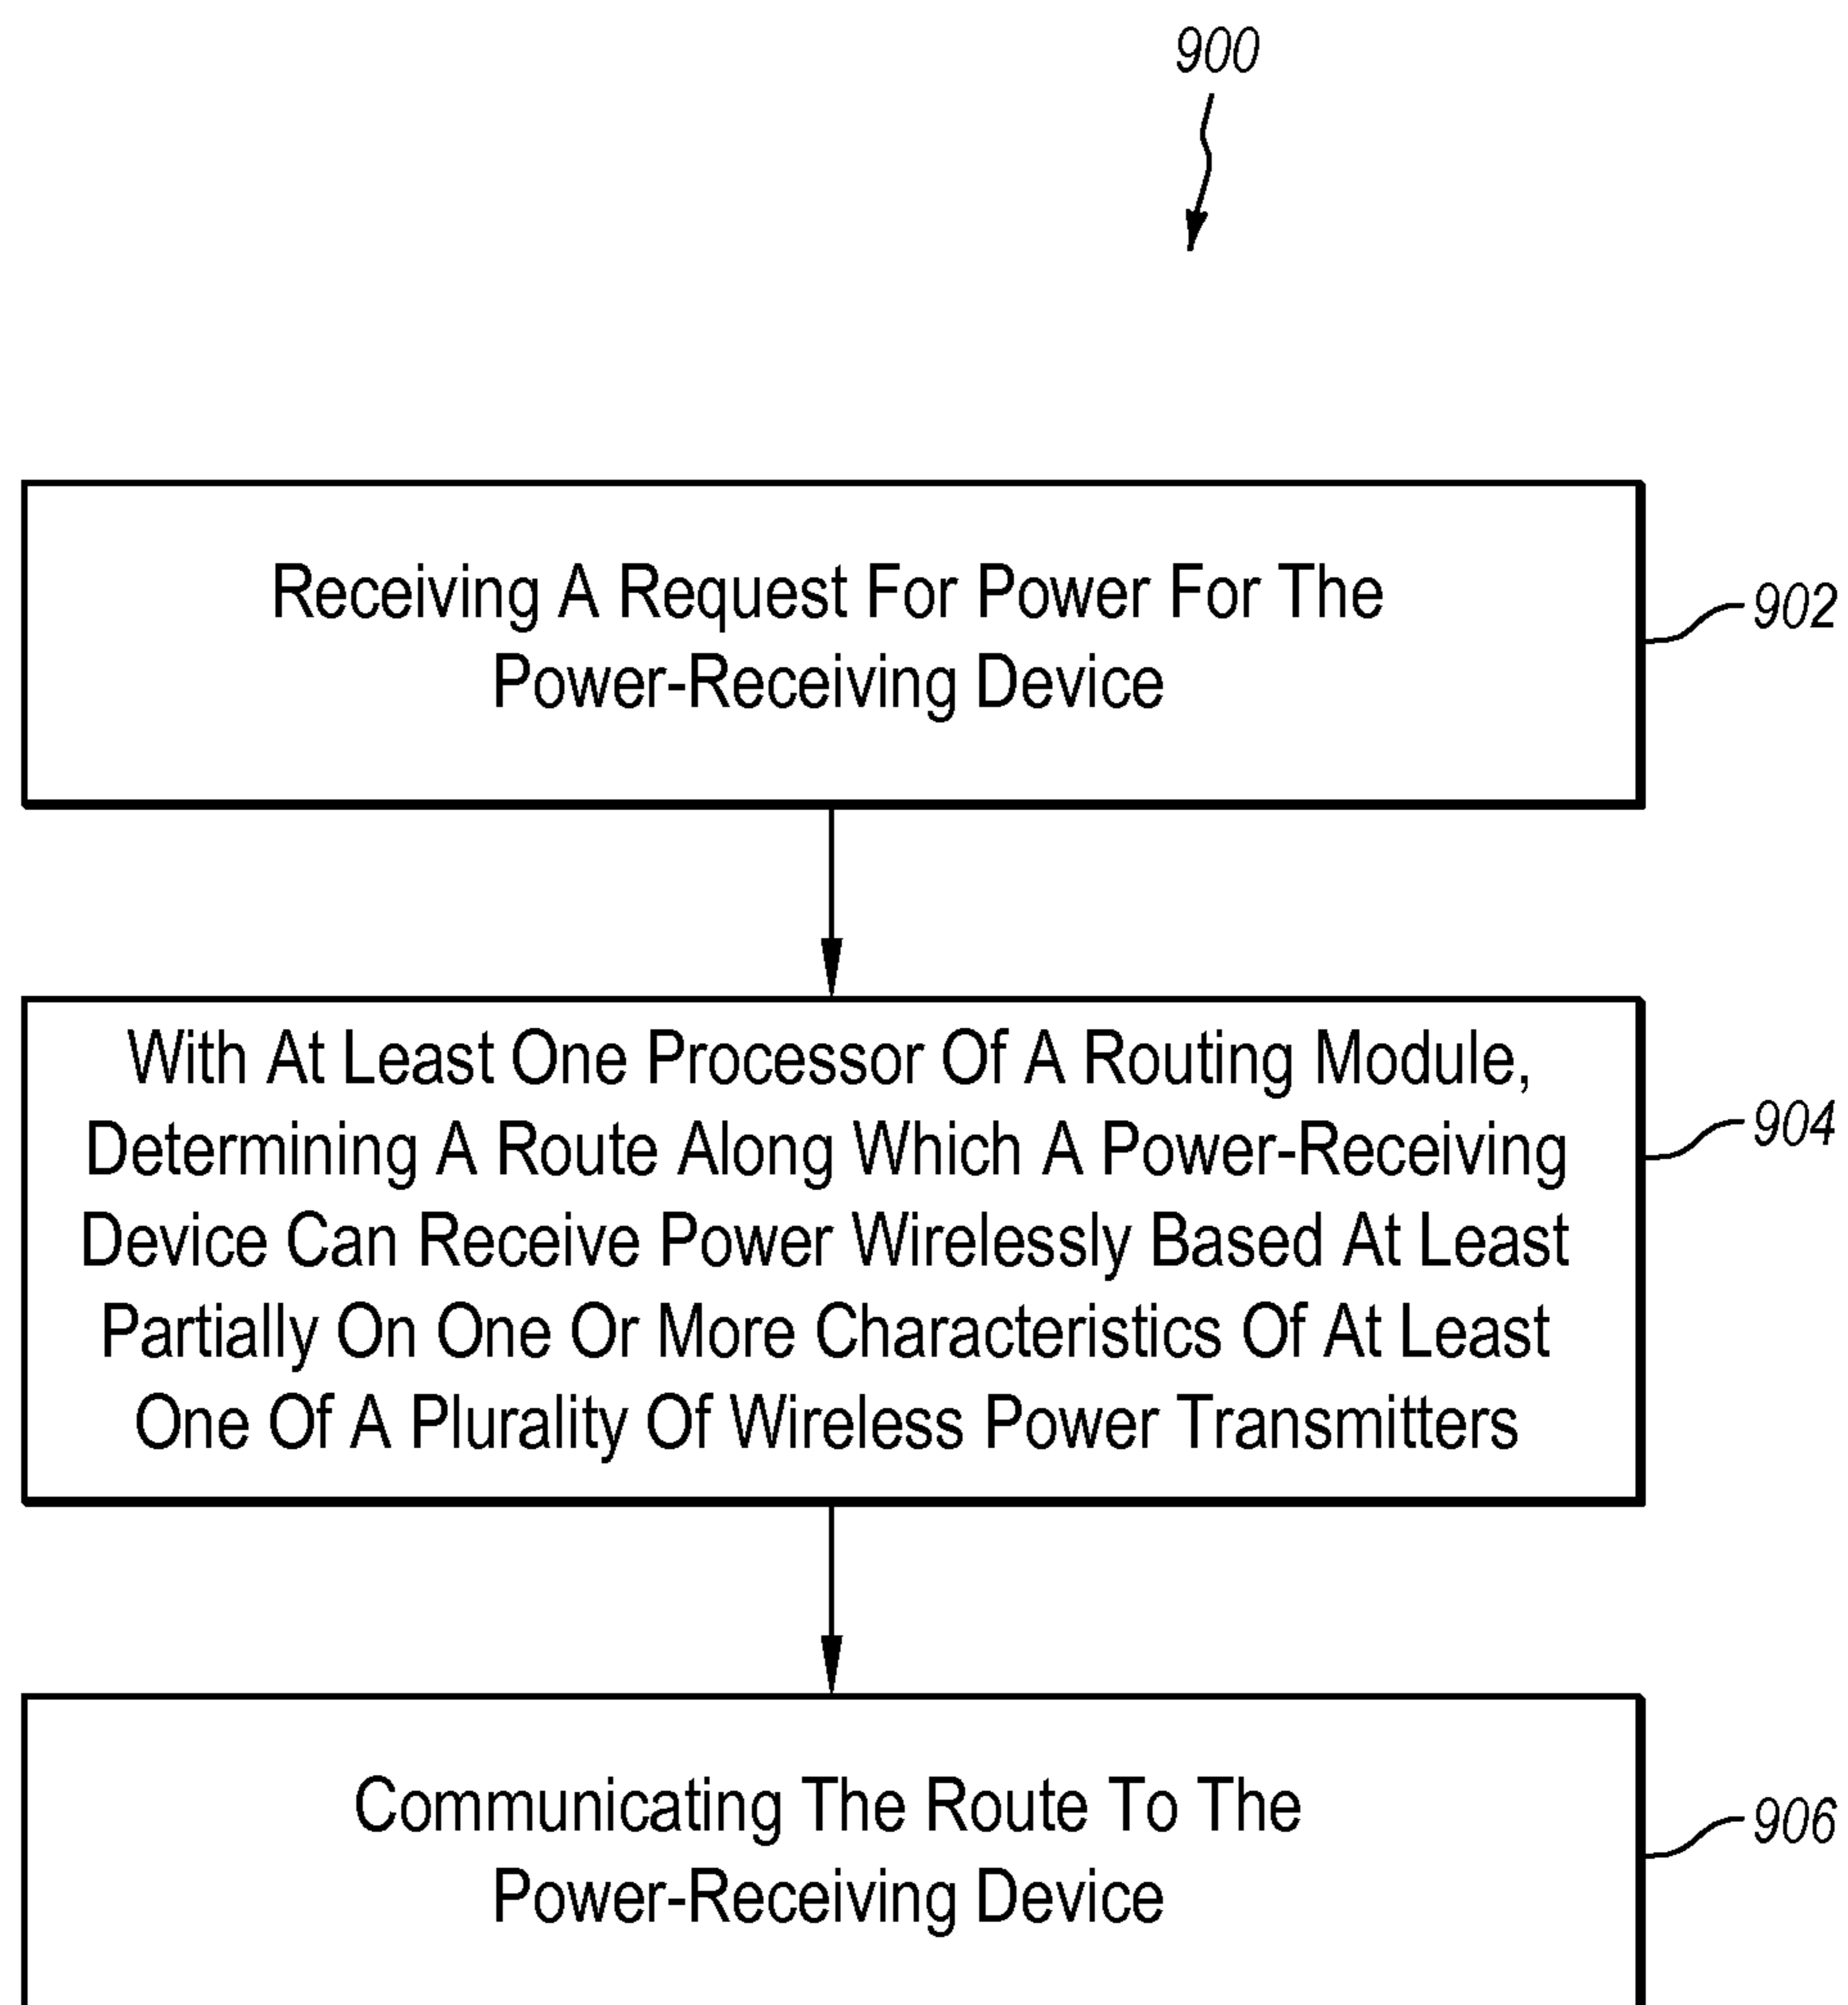 900
Receiving A Request For Power For The
Power-Receiving Device
902
With At Least One Processor Of A Routing Module,
Determining A Route Along Which A Power-Receiving
Device Can Receive Power Wirelessly Based At Least
Partially On One Or More Characteristics Of At Least
One Of A Plurality Of Wireless Power Transmitters
904
Communicating The Route To The
Power-Receiving Device
906